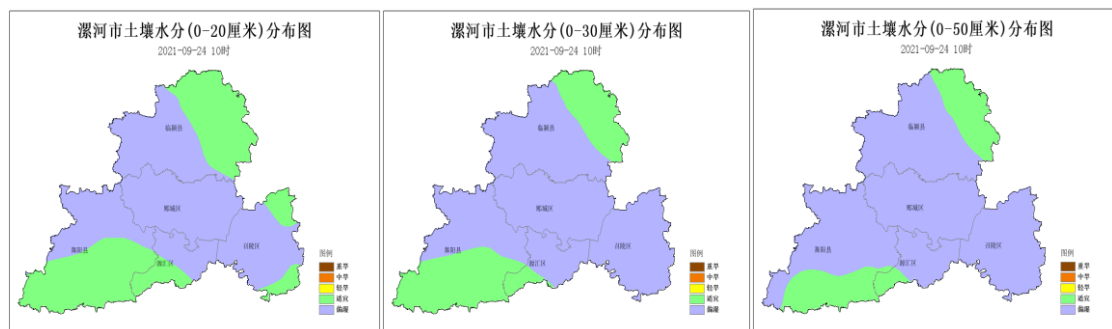 漯河市土壤水分(0-20厘米)分布图
2021-09-24 10时
临颍县
郾城区
舞阳县
源汇区
召陵区
图例
重旱
中旱
轻旱
适宜
偏湿
漯河市土壤水分(0-30厘米)分布图
2021-09-24 10时
临颍县
郾城区
舞阳县
源汇区
召陵区
图例
重旱
中旱
轻旱
适宜
偏湿
漯河市土壤水分(0-50厘米)分布图
2021-09-24 10时
临颍县
郾城区
舞阳县
源汇区
召陵区
图例
重旱
中旱
轻旱
适宜
偏湿